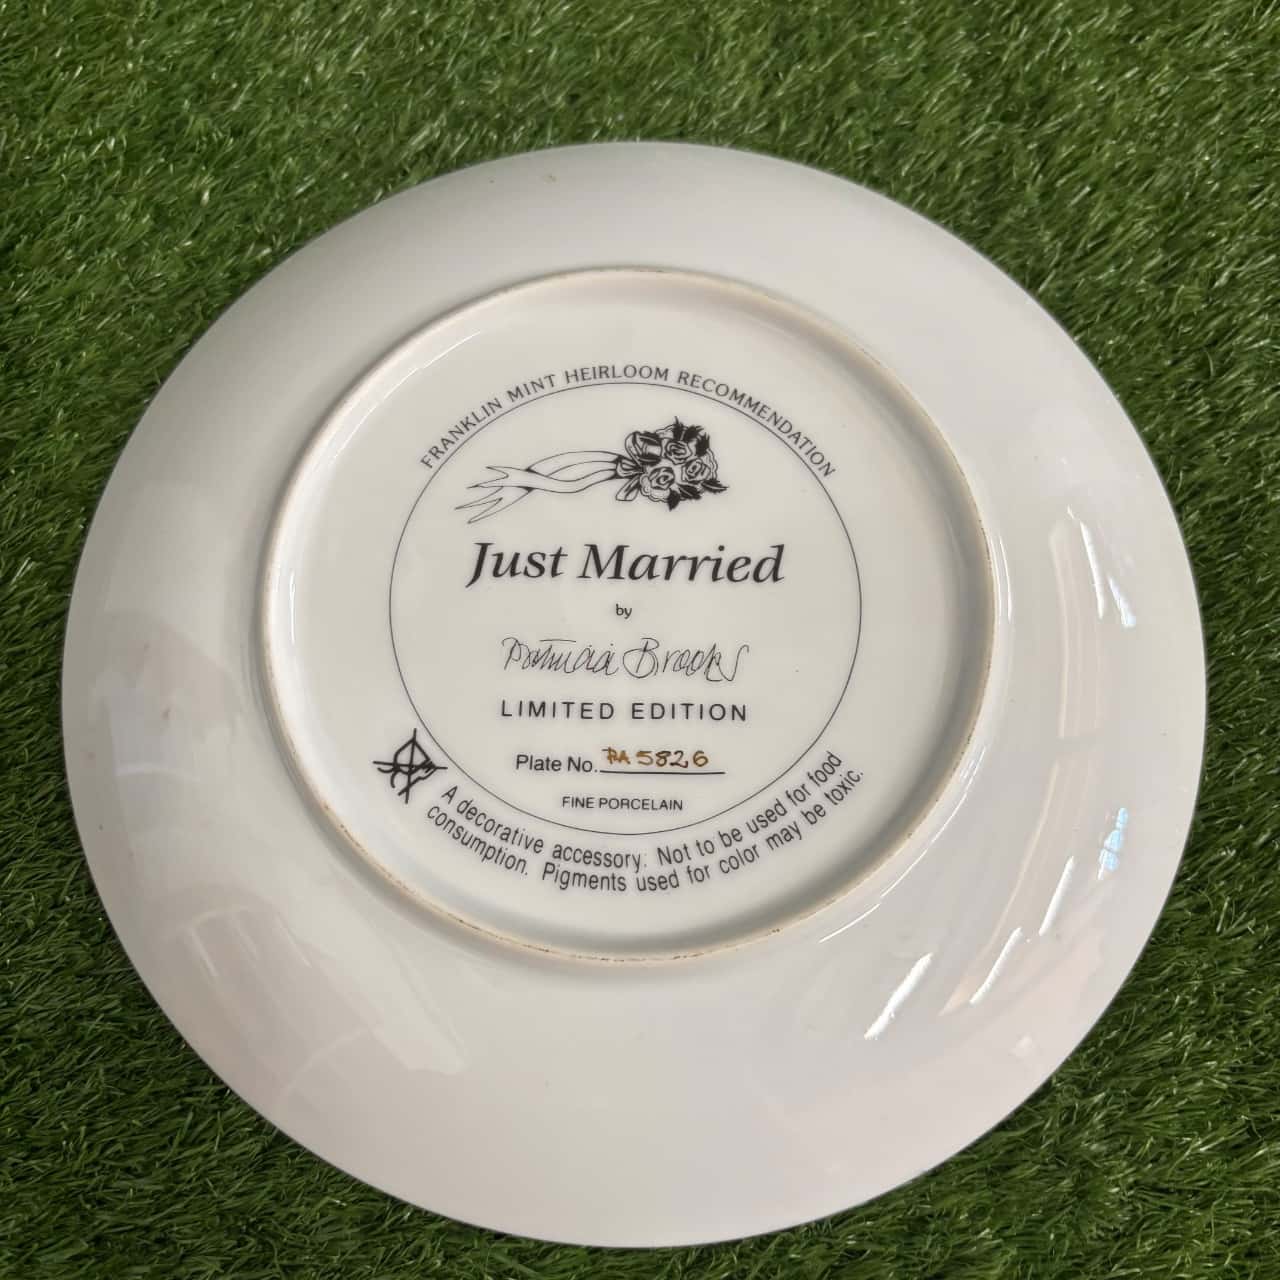 FRANKLIN MINT HEIRLOOM RECOMMENDATION
Just Married
by
Patricia Brooks
LIMITED EDITION
Plate No. RA5826
FINE PORCELAIN
A decorative accessory: Not to be used for food
consumption. Pigments used for color may be toxic.